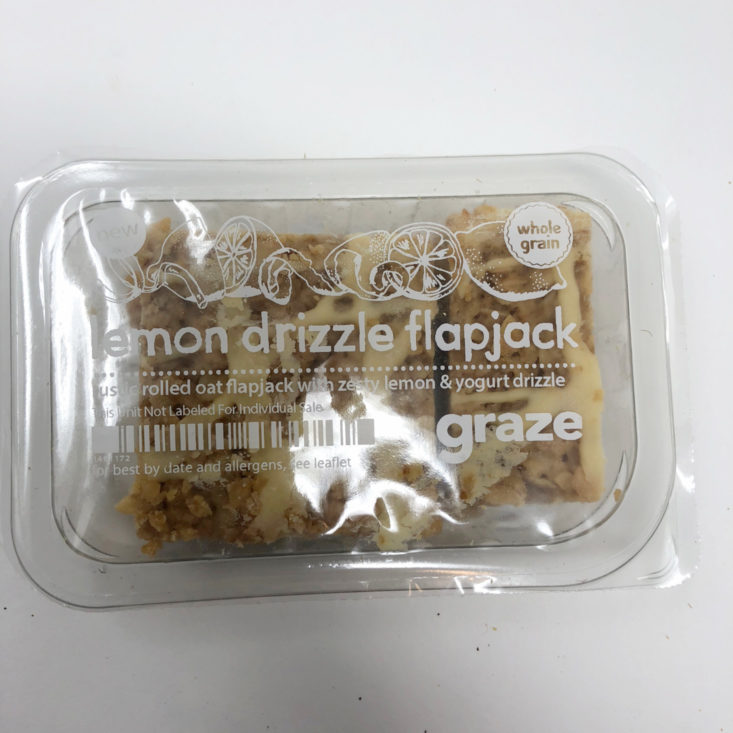 new
whole
grain
lemon drizzle flapjack
rustic rolled oat flapjack with zesty lemon & yogurt drizzle
This Unit Not Labeled For Individual Sale
graze
for best by date and allergens, see leaflet